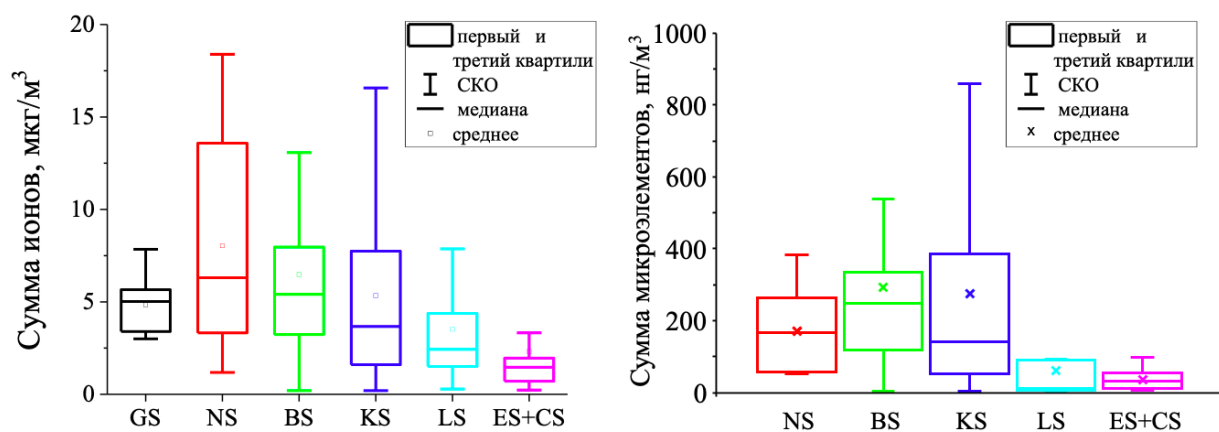 Сумма ионов, мкг/м³
20
15
10
5
0
первый и
третий квартили
СКО
медиана
среднее
GS NS BS KS LS ES+CS
Сумма микроэлементов, нг/м³
1000
800
600
400
200
0
первый и
третий квартили
СКО
медиана
среднее
NS BS KS LS ES+CS